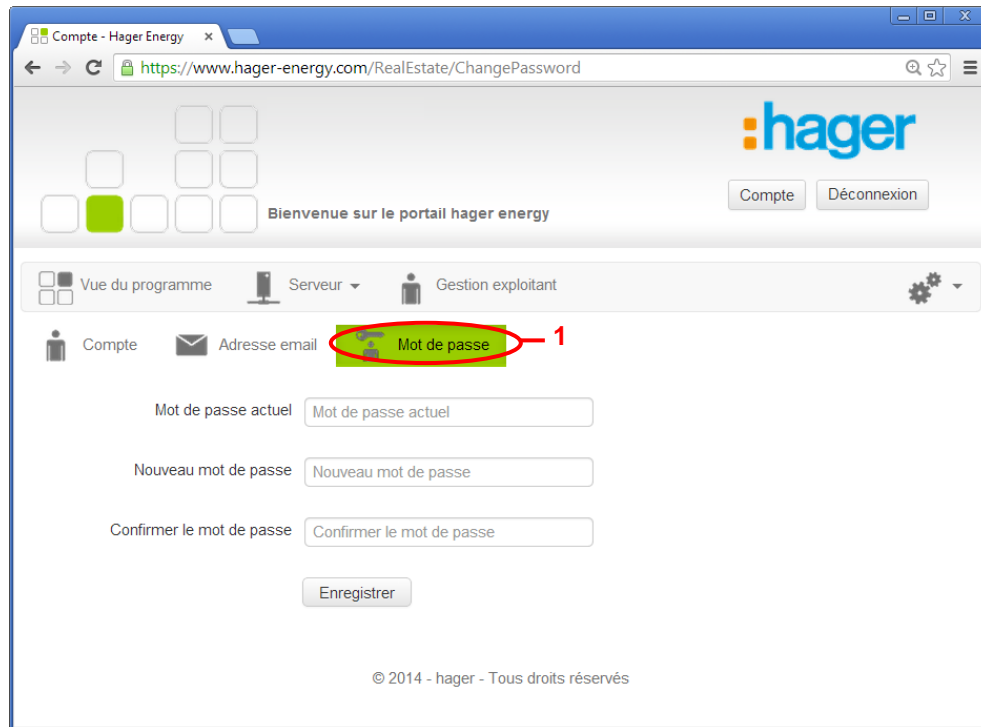 Compte - Hager Energy
https://www.hager-energy.com/RealEstate/ChangePassword
:hager
Compte Déconnexion
Bienvenue sur le portail hager energy
Vue du programme Serveur Gestion exploitant
Compte Adresse email Mot de passe 1
Mot de passe actuel Mot de passe actuel
Nouveau mot de passe Nouveau mot de passe
Confirmer le mot de passe Confirmer le mot de passe
Enregistrer
© 2014 - hager - Tous droits réservés